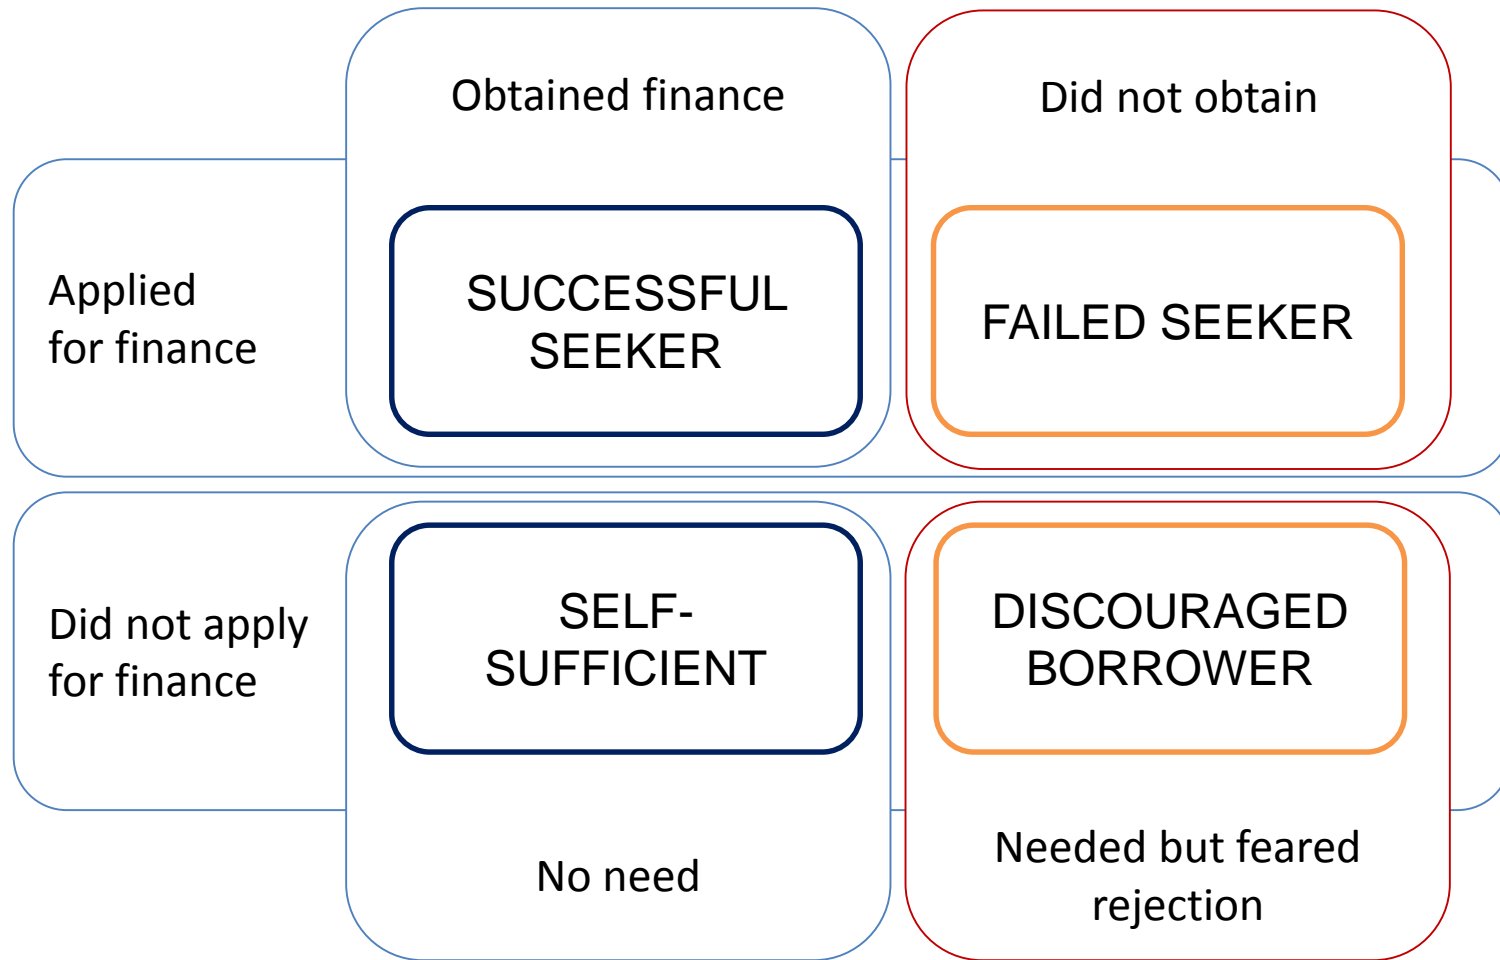 Obtained finance
Did not obtain
Applied
for finance
SUCCESSFUL
SEEKER
FAILED SEEKER
Did not apply
for finance
SELF-
SUFFICIENT
DISCOURAGED
BORROWER
No need
Needed but feared
rejection